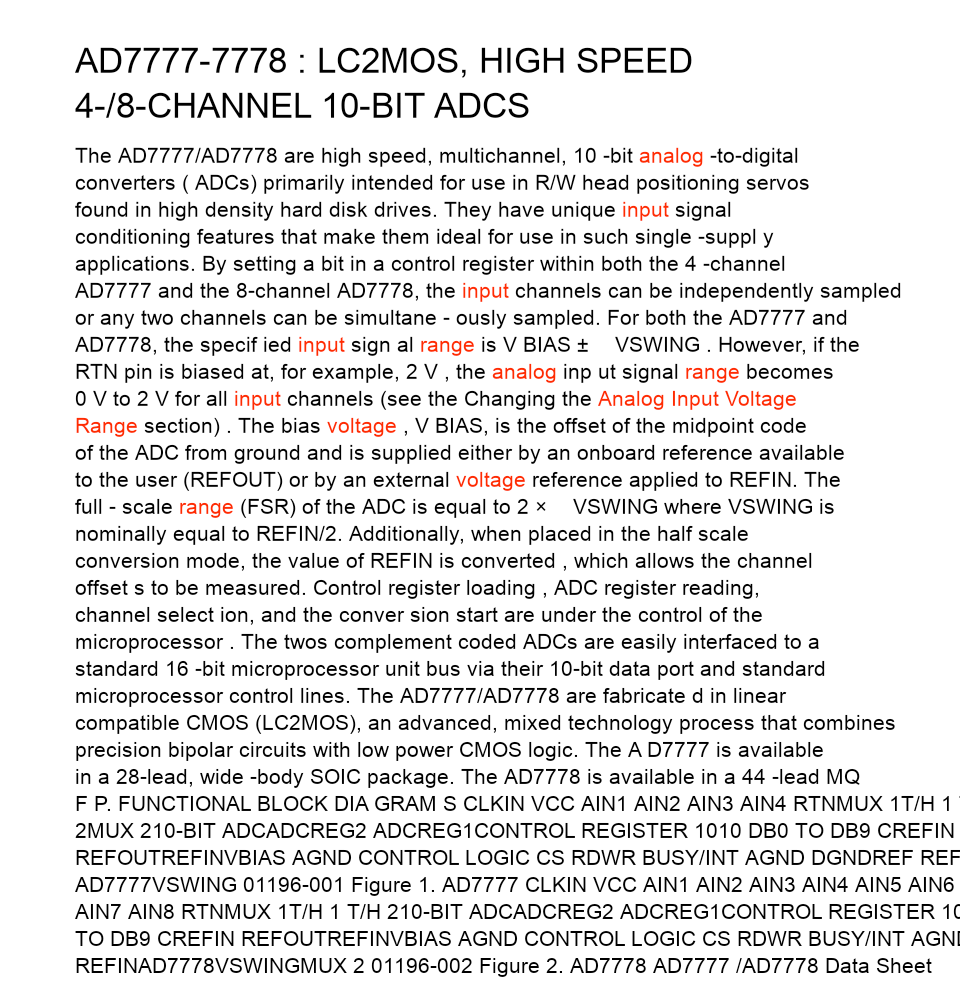 AD7777-7778 : LC2MOS, HIGH SPEED
4-/8-CHANNEL 10-BIT ADCS
The AD7777/AD7778 are high speed, multichannel, 10 -bit analog -to-digital
converters ( ADCs) primarily intended for use in R/W head positioning servos
found in high density hard disk drives. They have unique input signal
conditioning features that make them ideal for use in such single -suppl y
applications. By setting a bit in a control register within both the 4 -channel
AD7777 and the 8-channel AD7778, the input channels can be independently sampled
or any two channels can be simultane - ously sampled. For both the AD7777 and
AD7778, the specif ied input sign al range is V BIAS ±    VSWING . However, if the
RTN pin is biased at, for example, 2 V , the analog inp ut signal range becomes
0 V to 2 V for all input channels (see the Changing the Analog Input Voltage
Range section) . The bias voltage , V BIAS, is the offset of the midpoint code
of the ADC from ground and is supplied either by an onboard reference available
to the user (REFOUT) or by an external voltage reference applied to REFIN. The
full - scale range (FSR) of the ADC is equal to 2 ×    VSWING where VSWING is
nominally equal to REFIN/2. Additionally, when placed in the half scale
conversion mode, the value of REFIN is converted , which allows the channel
offset s to be measured. Control register loading , ADC register reading,
channel select ion, and the conver sion start are under the control of the
microprocessor . The twos complement coded ADCs are easily interfaced to a
standard 16 -bit microprocessor unit bus via their 10-bit data port and standard
microprocessor control lines. The AD7777/AD7778 are fabricate d in linear
compatible CMOS (LC2MOS), an advanced, mixed technology process that combines
precision bipolar circuits with low power CMOS logic. The A D7777 is available
in a 28-lead, wide -body SOIC package. The AD7778 is available in a 44 -lead MQ
F P. FUNCTIONAL BLOCK DIA GRAM S CLKIN VCC AIN1 AIN2 AIN3 AIN4 RTNMUX 1T/H 1
2MUX 210-BIT ADCADCREG2 ADCREG1CONTROL REGISTER 1010 DB0 TO DB9 CREFIN
REFOUTREFINVBIAS AGND CONTROL LOGIC CS RDWR BUSY/INT AGND DGNDREF REF
AD7777VSWING 01196-001 Figure 1. AD7777 CLKIN VCC AIN1 AIN2 AIN3 AIN4 AIN5 AIN6
AIN7 AIN8 RTNMUX 1T/H 1 T/H 210-BIT ADCADCREG2 ADCREG1CONTROL REGISTER 10
TO DB9 CREFIN REFOUTREFINVBIAS AGND CONTROL LOGIC CS RDWR BUSY/INT AGN
REFINAD7778VSWINGMUX 2 01196-002 Figure 2. AD7778 AD7777 /AD7778 Data Sheet